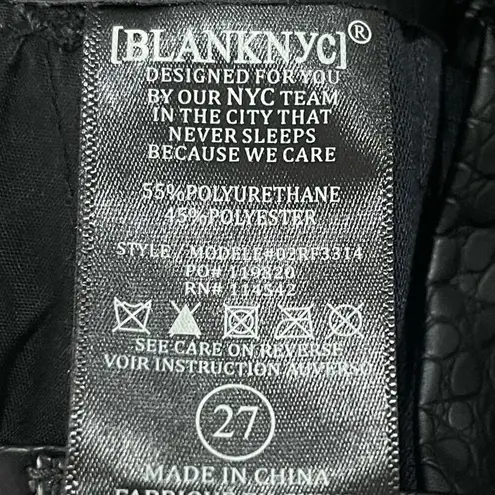 [BLANKNYC]®
DESIGNED FOR YOU
BY OUR NYC TEAM
IN THE CITY THAT
NEVER SLEEPS
BECAUSE WE CARE
55%POLYURETHANE
45%POLYESTER
STYLE / MODELE#02RF3314
PO# 119820
RN# 114542
SEE CARE ON REVERSE
VOIR INSTRUCTION AUVERSO
27
MADE IN CHINA